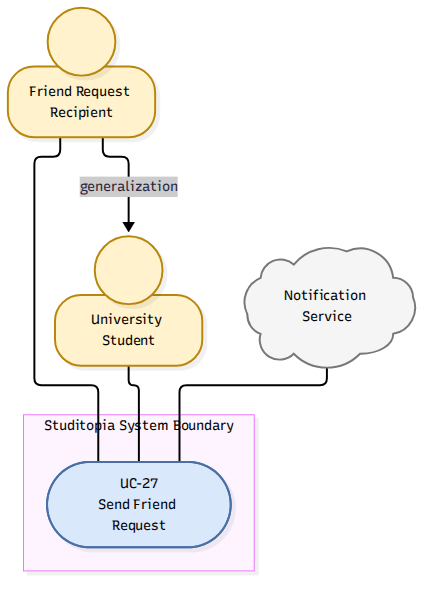 Friend Request
Recipient
generalization
University
Student
Notification
Service
Studitopia System Boundary
UC-27
Send Friend
Request